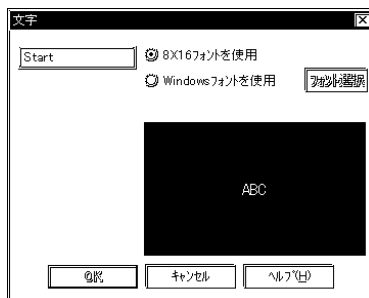 文字
Start
8X16フォントを使用
Windowsフォントを使用
フォント選択
ABC
OK
キャンセル
ヘルプ(H)